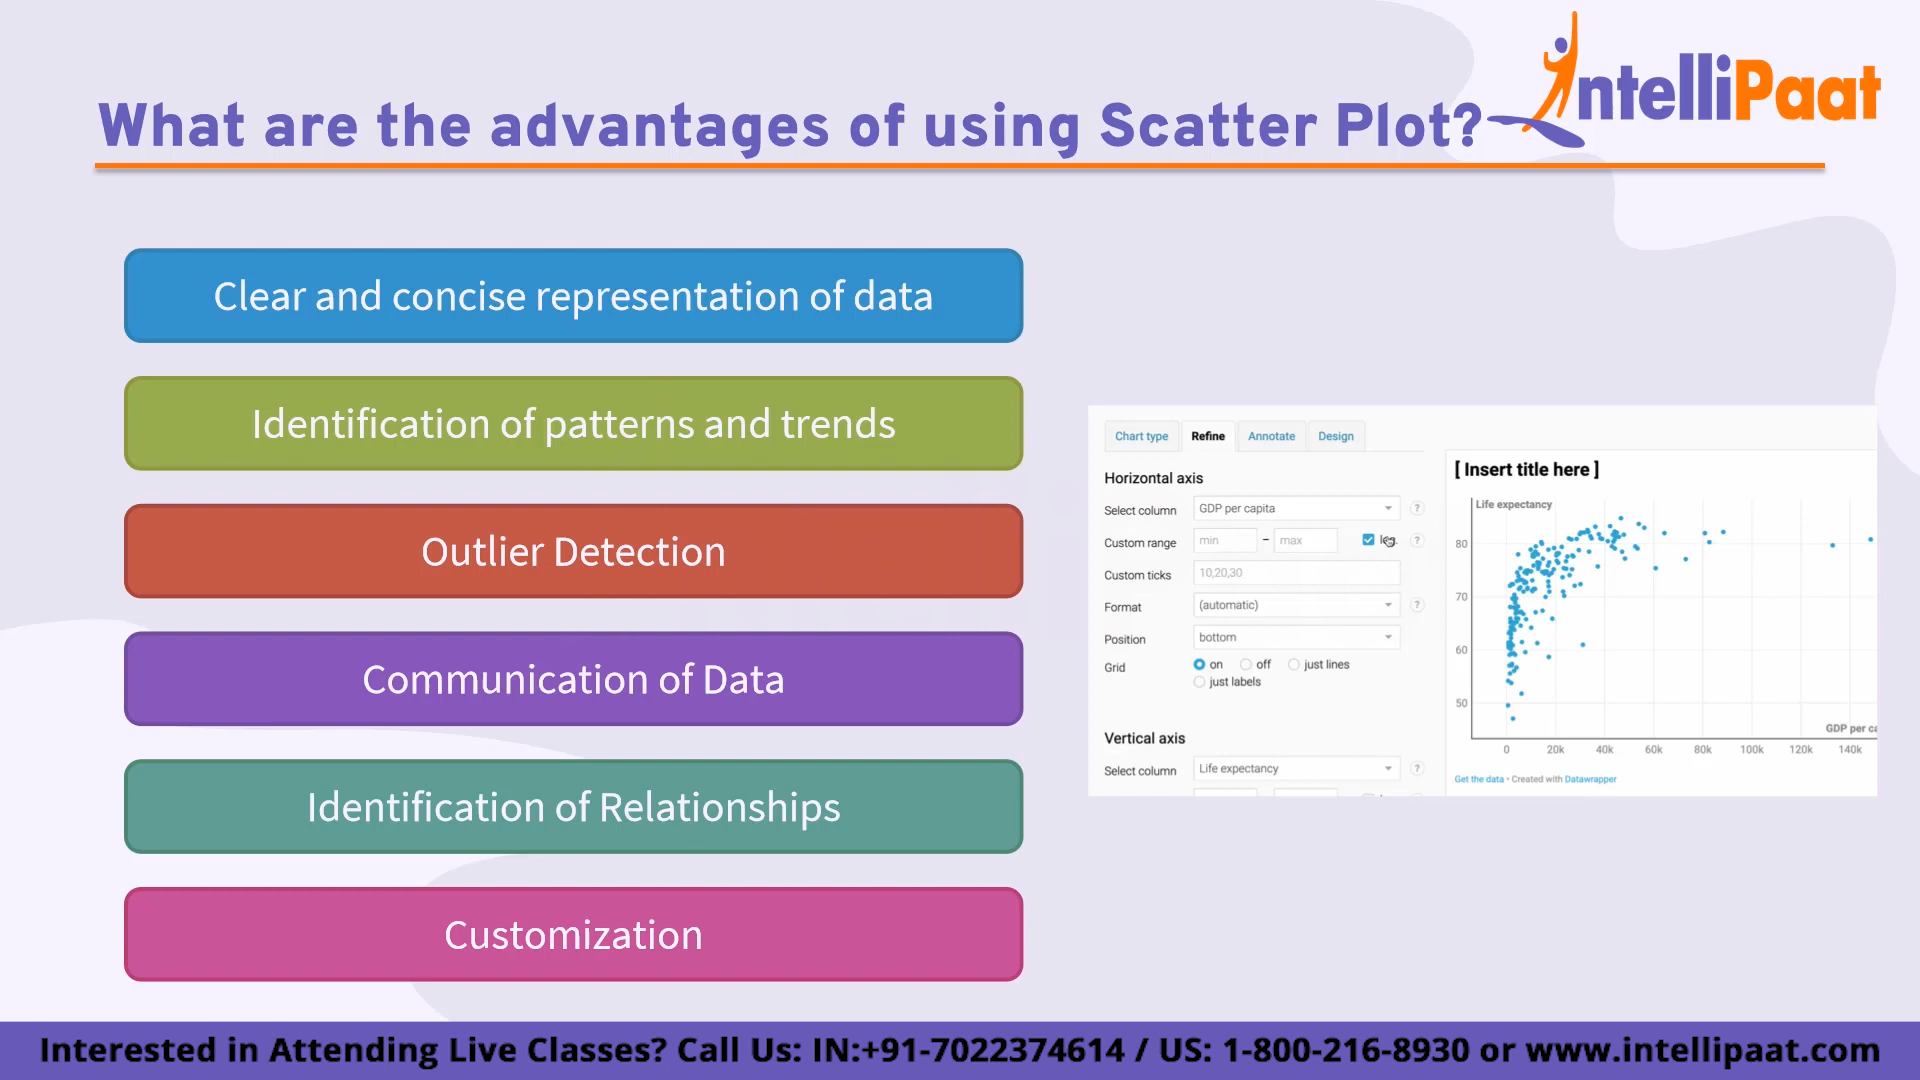 What are the advantages of using Scatter Plot?
ntelliPaat
Clear and concise representation of data
Identification of patterns and trends
Outlier Detection
Communication of Data
Identification of Relationships
Customization
Chart type Refine Annotate Design
Horizontal axis
Select column GDP per capita ?
Custom range min – max ?
Custom ticks 10,20,30
Format (automatic) ?
Position bottom
Grid on off just lines
just labels
Vertical axis
Select column Life expectancy ?
[ Insert title here ]
Life expectancy
80
70
60
50
GDP per
0 20k 40k 60k 80k 100k 120k 140k
Get the data • Created with Datawrapper
Interested in Attending Live Classes? Call Us: IN:+91-7022374614 / US: 1-800-216-8930 or www.intellipaat.com